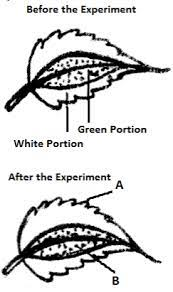 Before the Experiment
Green Portion
White Portion
After the Experiment
A
B